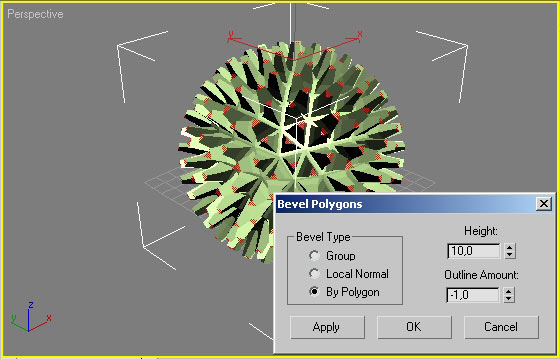 Perspective
y
x
Bevel Polygons
Bevel Type
Group
Local Normal
By Polygon
Height:
10,0
Outline Amount:
-1,0
Apply
OK
Cancel
z
y
x